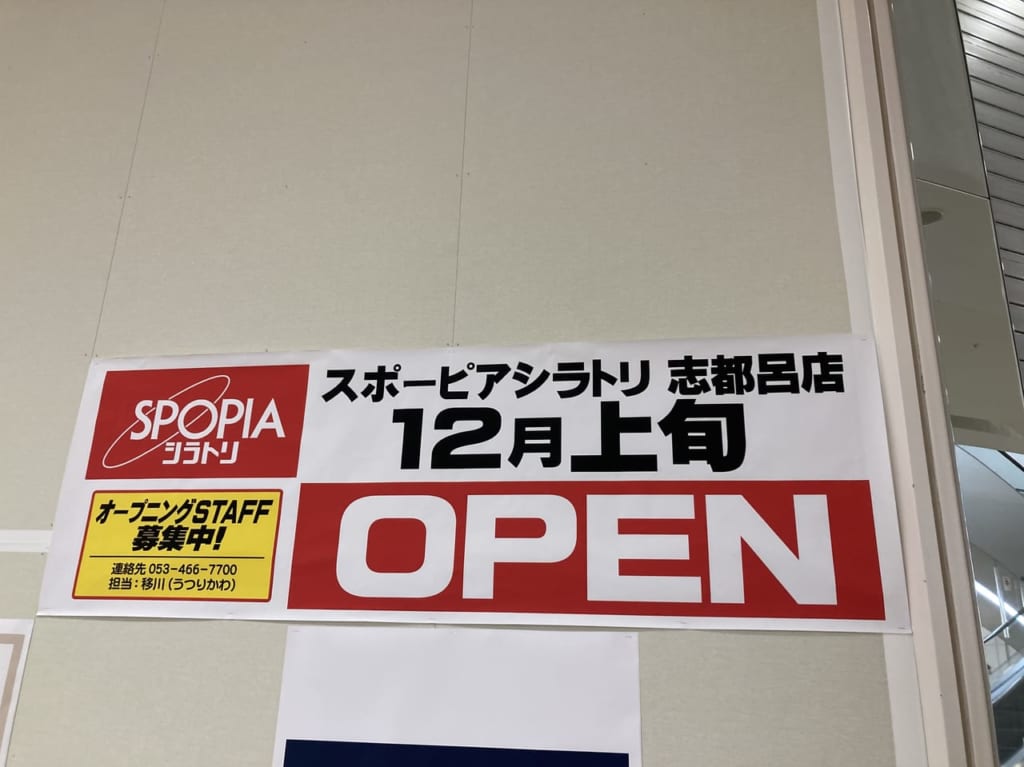 SPOPIA
シラトリ
スポーピアシラトリ 志都呂店
12月上旬
OPEN
オープニングSTAFF
募集中!
連絡先 053-466-7700
担当：移川（うつりかわ）